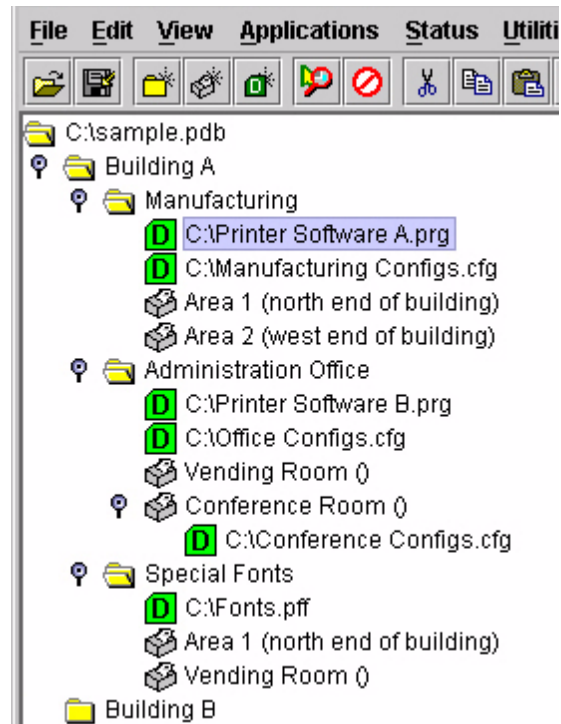 File Edit View Applications Status Utiliti
C:\sample.pdb
Building A
Manufacturing
D C:\Printer Software A.prg
D C:\Manufacturing Configs.cfg
Area 1 (north end of building)
Area 2 (west end of building)
Administration Office
D C:\Printer Software B.prg
D C:\Office Configs.cfg
Vending Room ()
Conference Room ()
D C:\Conference Configs.cfg
Special Fonts
D C:\Fonts.pff
Area 1 (north end of building)
Vending Room ()
Building B